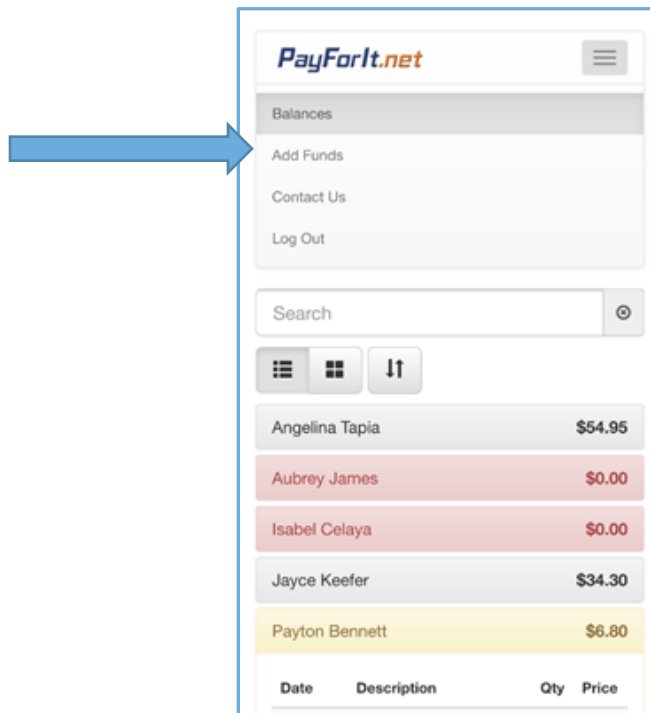 PayForIt.net
Balances
Add Funds
Contact Us
Log Out
Search
Angelina Tapia $54.95
Aubrey James $0.00
Isabel Celaya $0.00
Jayce Keefer $34.30
Payton Bennett $6.80
Date Description Qty Price